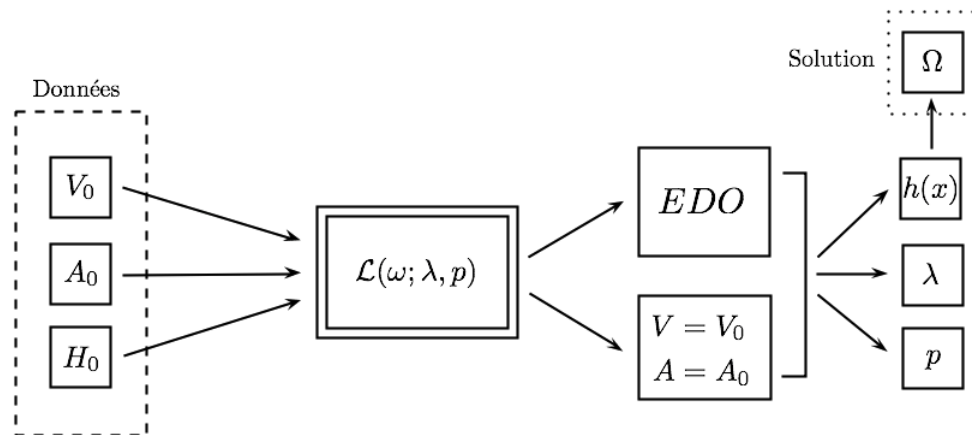 Données
V₀
A₀
H₀
ℒ(ω; λ, p)
EDO
V = V₀
A = A₀
Solution
Ω
h(x)
λ
p